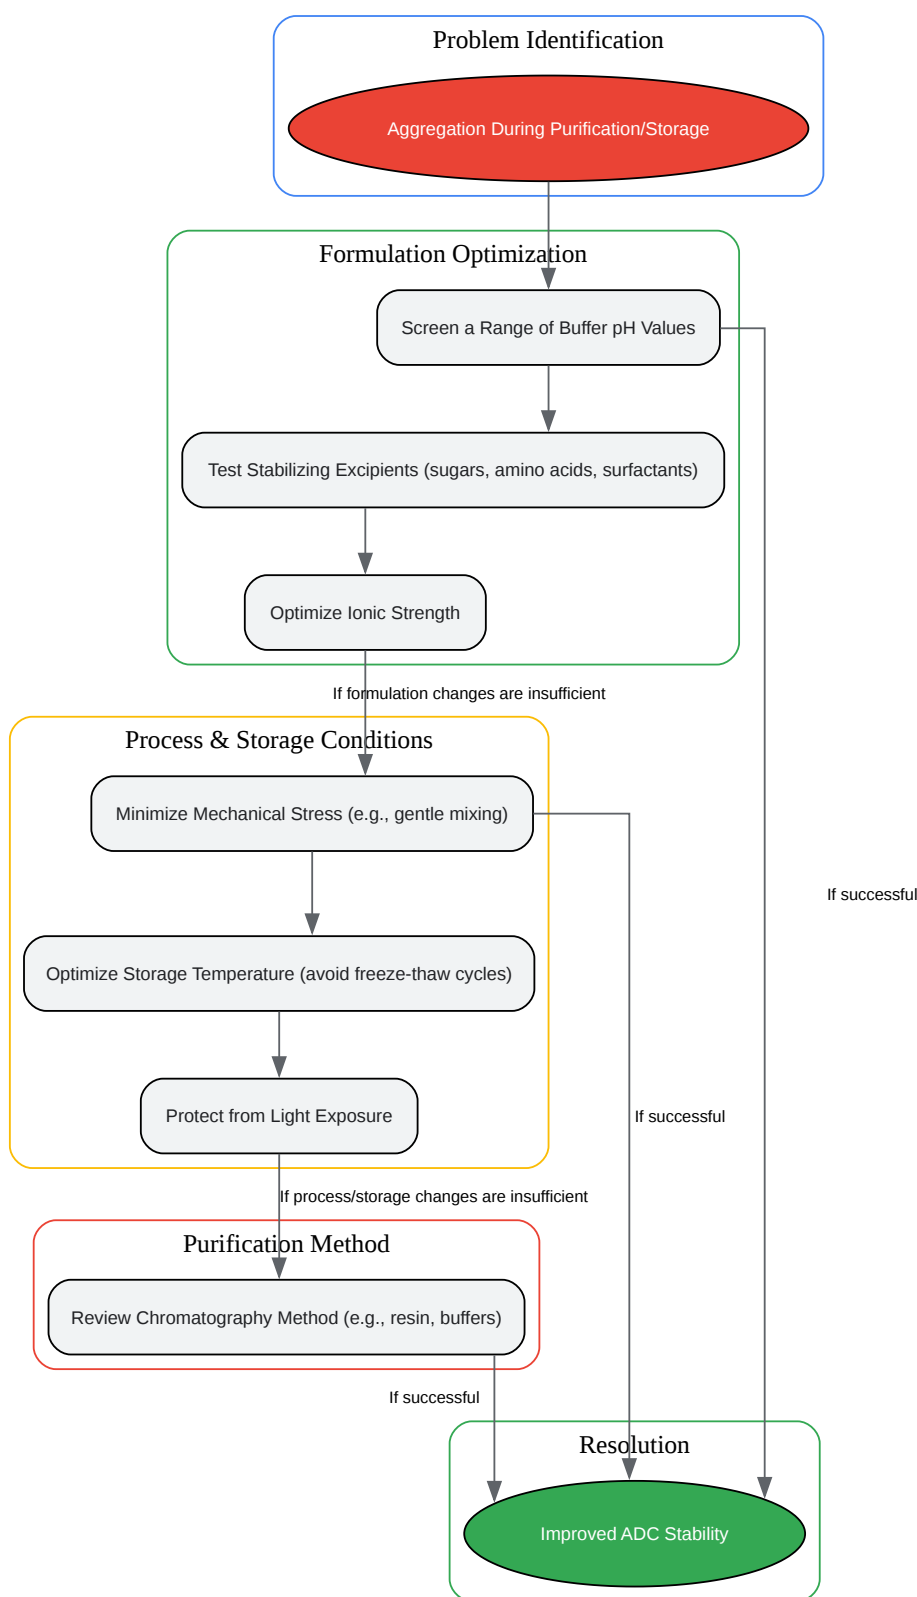 Problem Identification
Aggregation During Purification/Storage
Formulation Optimization
Screen a Range of Buffer pH Values
Test Stabilizing Excipients (sugars, amino acids, surfactants)
Optimize Ionic Strength
If formulation changes are insufficient
Process & Storage Conditions
Minimize Mechanical Stress (e.g., gentle mixing)
If successful
Optimize Storage Temperature (avoid freeze-thaw cycles)
Protect from Light Exposure
If successful
If process/storage changes are insufficient
Purification Method
Review Chromatography Method (e.g., resin, buffers)
If successful
Resolution
Improved ADC Stability